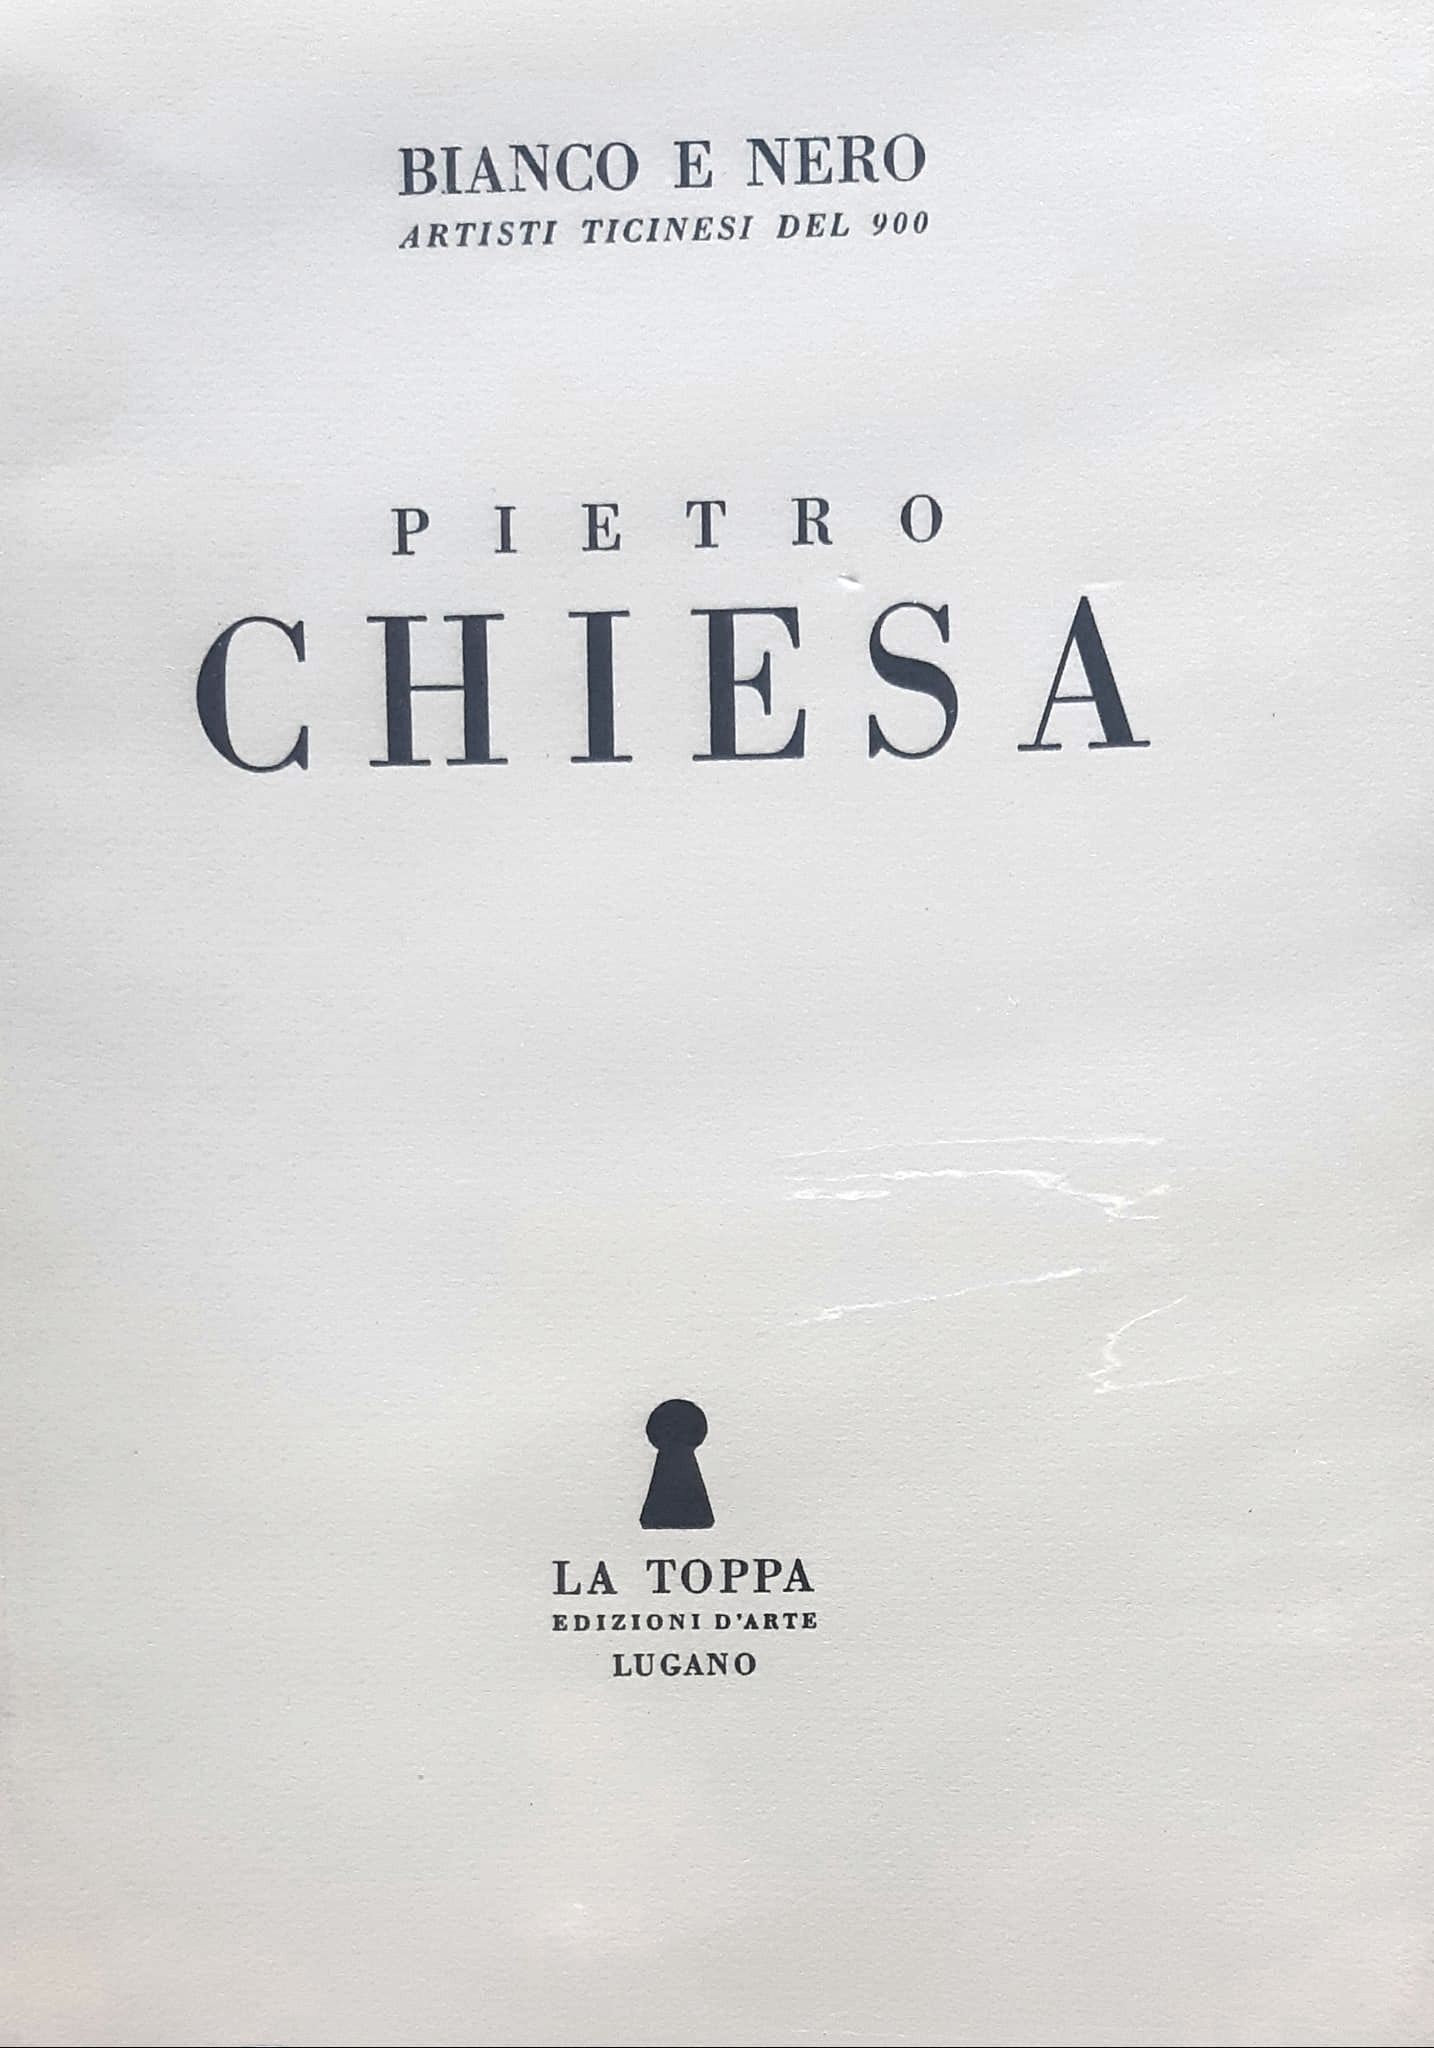 BIANCO E NERO
ARTISTI TICINESI DEL 900
PIETRO
CHIESA
LA TOPPA
EDIZIONI D'ARTE
LUGANO